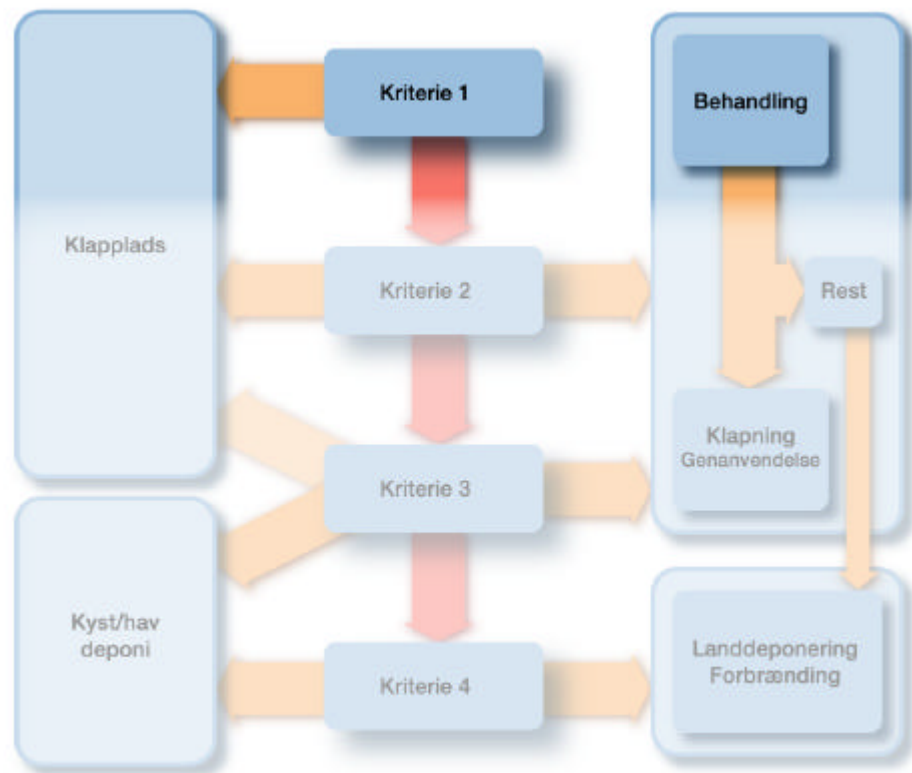 Kriterie 1
Behandling
Klapplads
Kriterie 2
Rest
Klapning
Genanvendelse
Kriterie 3
Kyst/hav
deponi
Kriterie 4
Landdeponering
Forbrænding